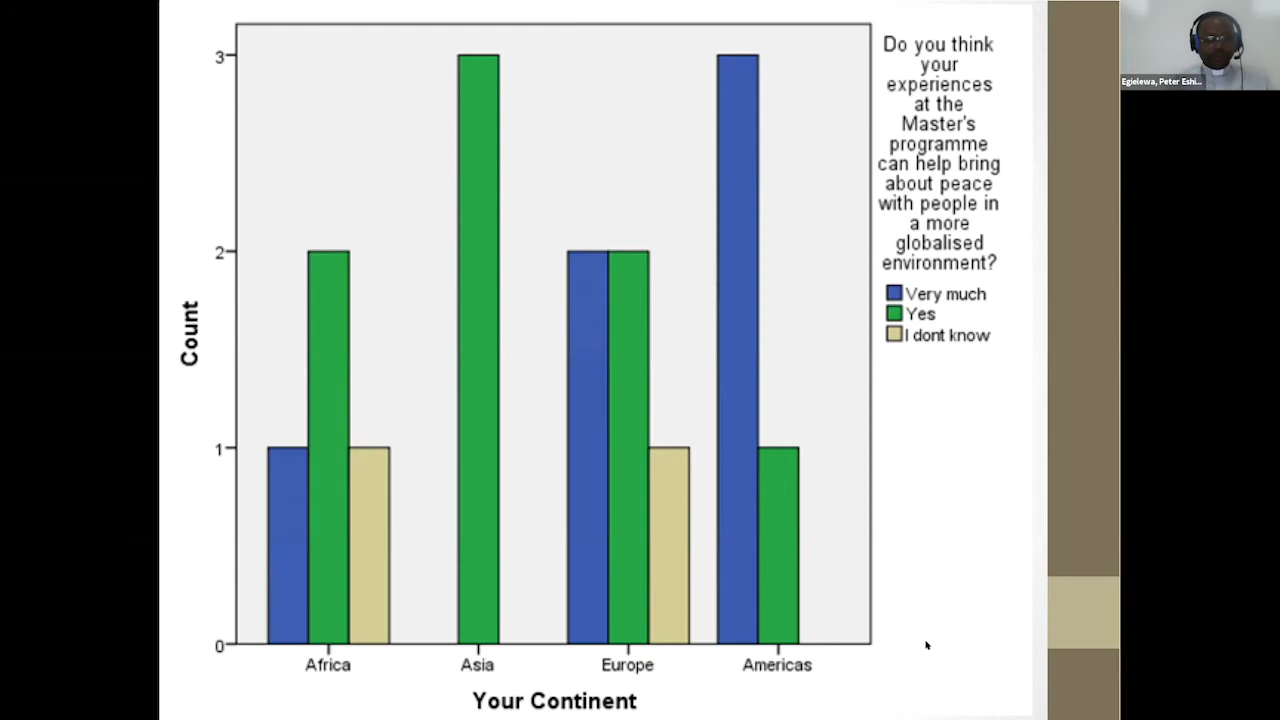 Do you think
your
experiences
at the
Master's
programme
can help bring
about peace
with people in
a more
globalised
environment?
Very much
Yes
I dont know
Count
3
2
1
0
Africa
Asia
Europe
Americas
Your Continent
Egielewa, Peter Eshi...